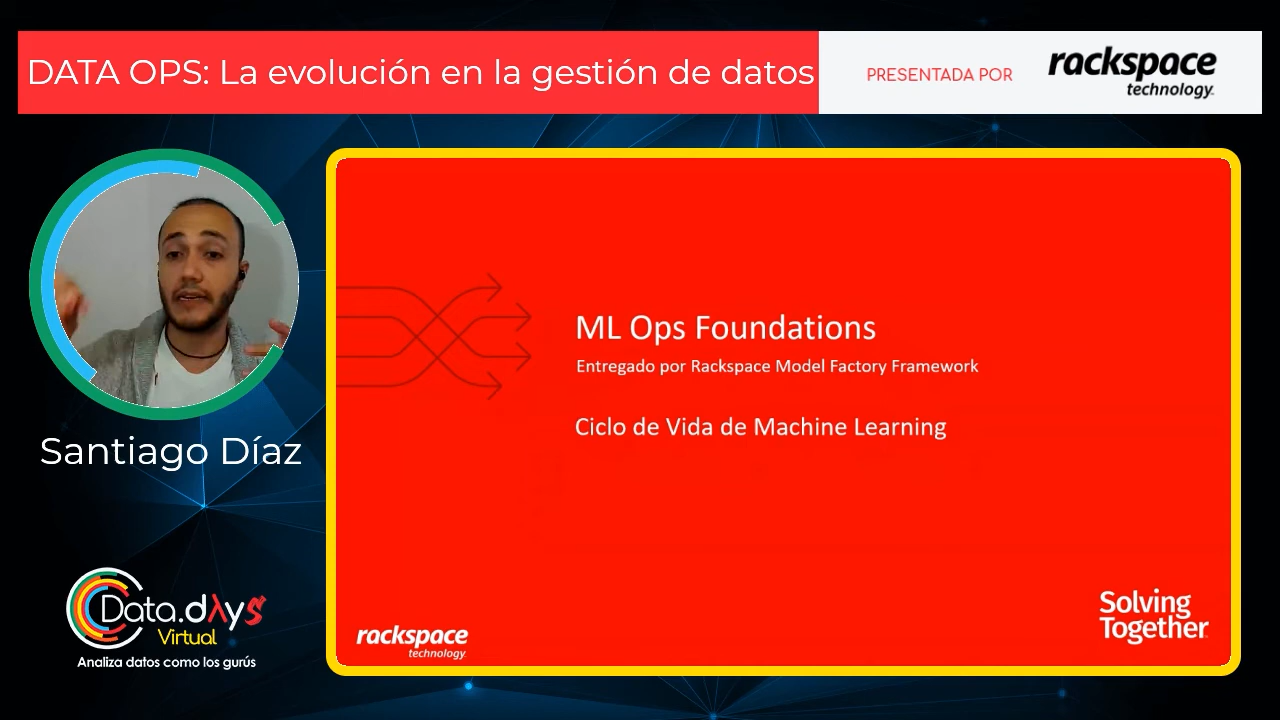 DATA OPS: La evolución en la gestión de datos
PRESENTADA POR
rackspace
technology.
ML Ops Foundations
Entregado por Rackspace Model Factory Framework
Ciclo de Vida de Machine Learning
Santiago Díaz
Data.days
Virtual
Analiza datos como los gurús
rackspace
technology.
Solving
Together